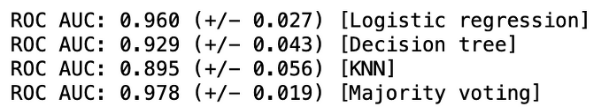 ROC AUC: 0.960 (+/- 0.027) [Logistic regression]
ROC AUC: 0.929 (+/- 0.043) [Decision tree]
ROC AUC: 0.895 (+/- 0.056) [KNN]
ROC AUC: 0.978 (+/- 0.019) [Majority voting]